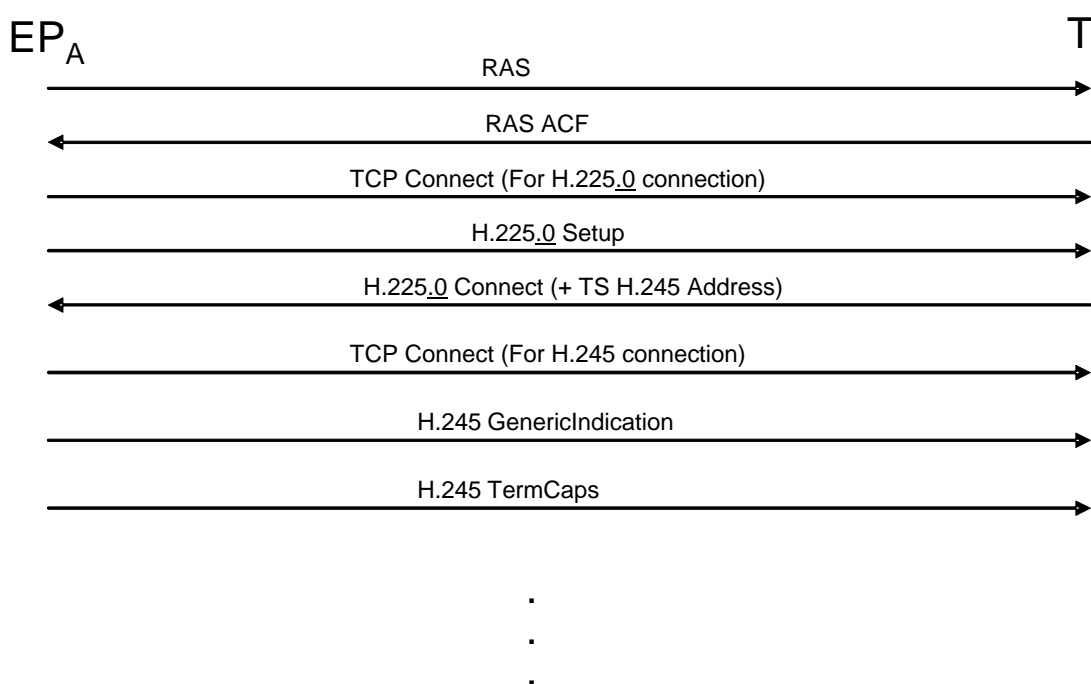 EPA
T
RAS
RAS ACF
TCP Connect (For H.225.0 connection)
H.225.0 Setup
H.225.0 Connect (+ TS H.245 Address)
TCP Connect (For H.245 connection)
H.245 GenericIndication
H.245 TermCaps
.
.
.